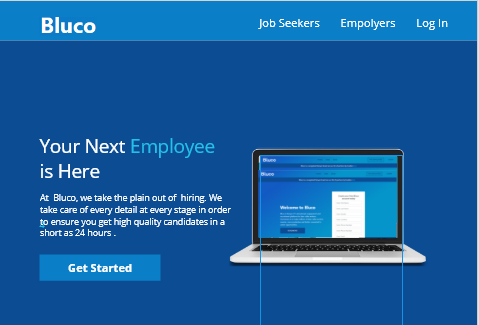 Bluco
Job Seekers Empolyers Log In
Your Next Employee
is Here
At Bluco, we take the plain out of hiring. We
take care of every detail at every stage in order
to ensure you get high quality candidates in a
short as 24 hours .
Get Started
Bluco
Bluco
Welcome to Bluco